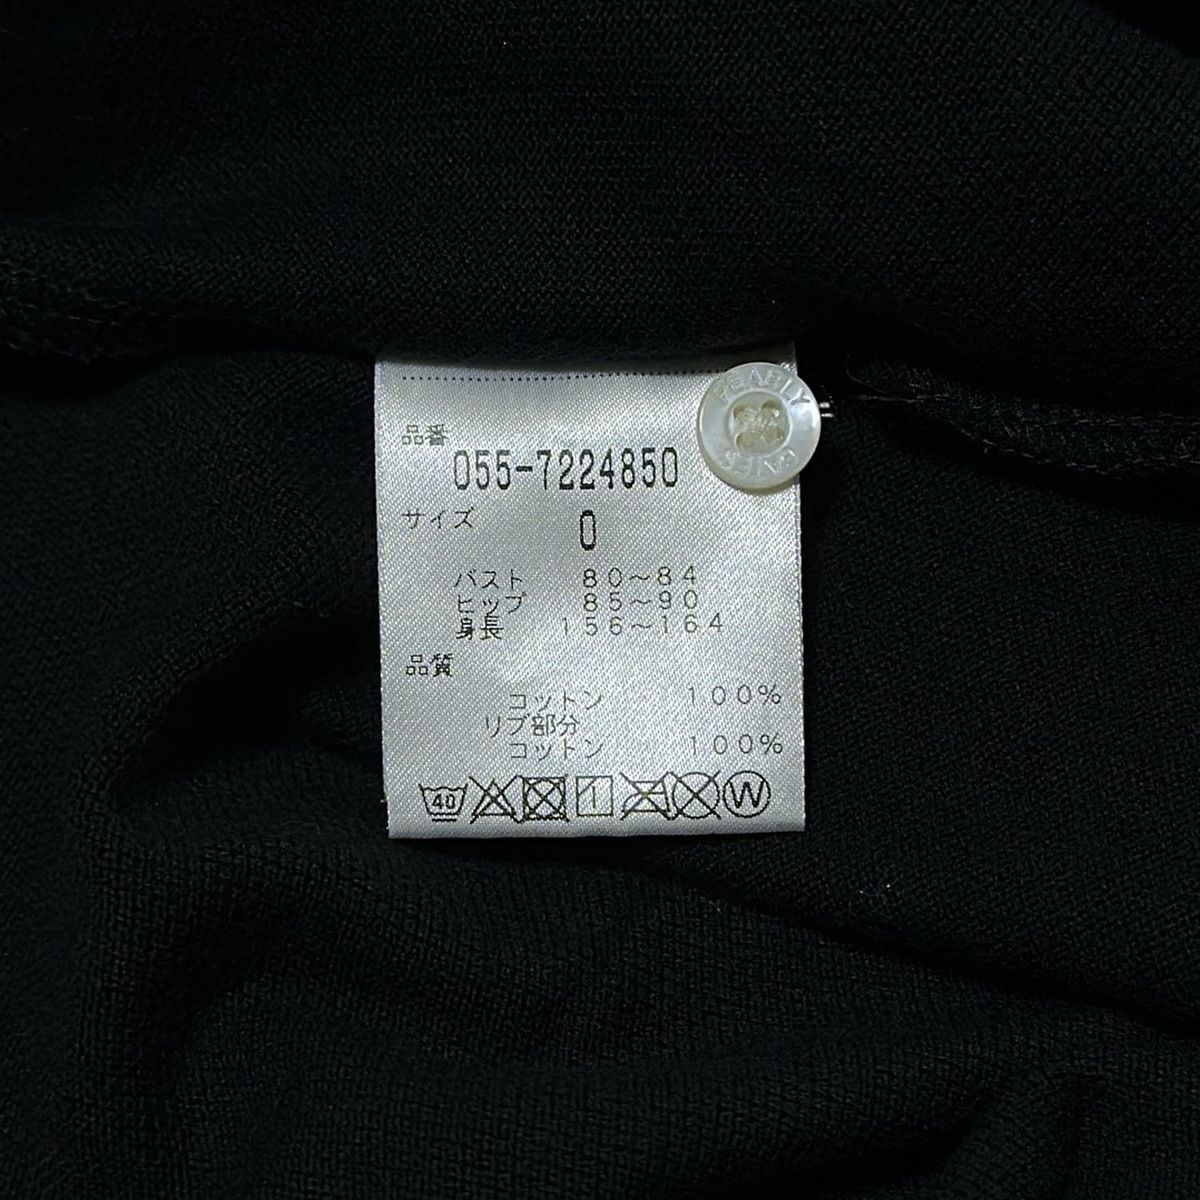 品番
055-7224850
PEARLY GATES
サイズ 0
バスト 80～84
ヒップ 85～90
身長 156～164
品質
コットン 100%
リブ部分
コットン 100%
40 W